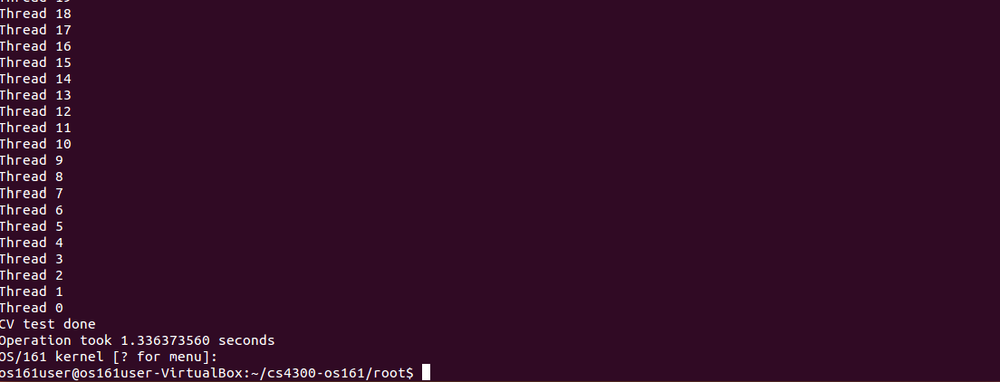 Thread 18
Thread 17
Thread 16
Thread 15
Thread 14
Thread 13
Thread 12
Thread 11
Thread 10
Thread 9
Thread 8
Thread 7
Thread 6
Thread 5
Thread 4
Thread 3
Thread 2
Thread 1
Thread 0
CV test done
Operation took 1.336373560 seconds
OS/161 kernel [? for menu]:
os161user@os161user-VirtualBox:~/cs4300-os161/root$